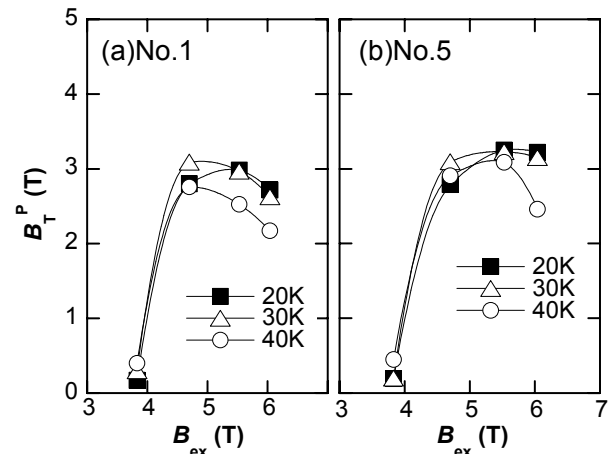 (a)No.1
(b)No.5
5
4
3
2
1
0
B_T^P (T)
20K
30K
40K
20K
30K
40K
3 4 5 6
3 4 5 6 7
B_ex (T)
B_ex (T)